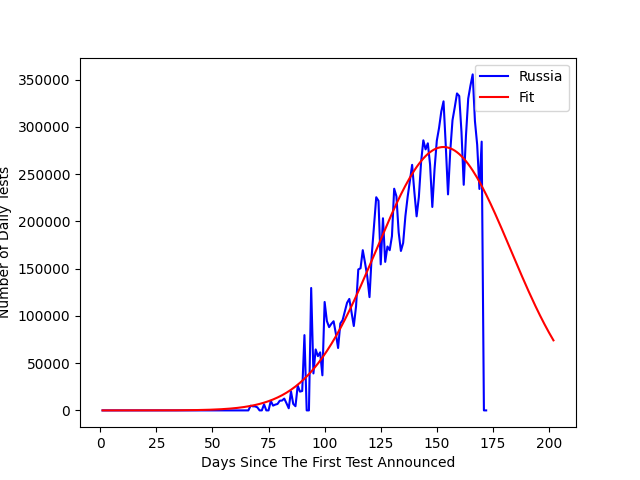 Russia
Fit
350000
300000
250000
200000
150000
100000
50000
0
Number of Daily Tests
0 25 50 75 100 125 150 175 200
Days Since The First Test Announced